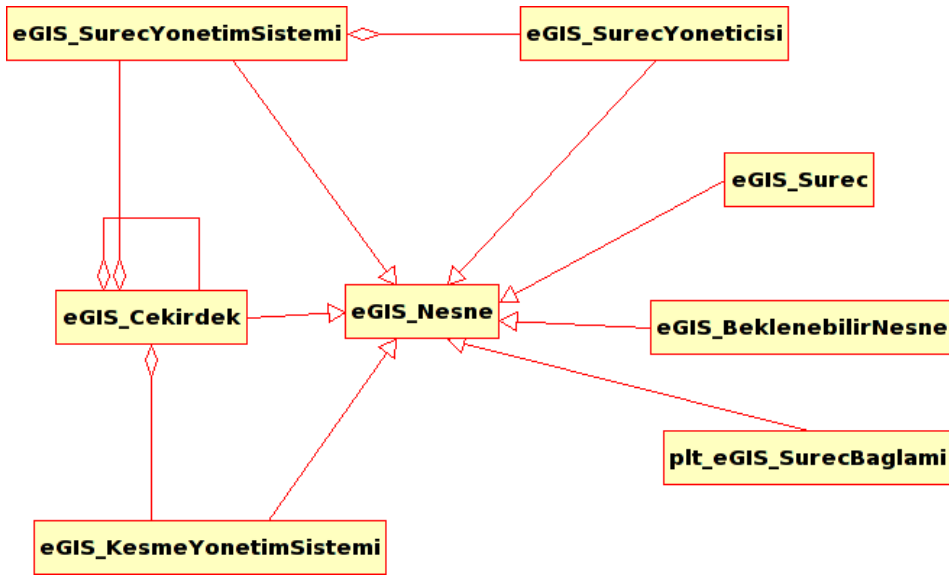 eGIS_SurecYonetimSistemi
eGIS_SurecYoneticisi
eGIS_Surec
eGIS_Cekirdek
eGIS_Nesne
eGIS_BeklenebilirNesne
plt_eGIS_SurecBaglami
eGIS_KesmeYonetimSistemi